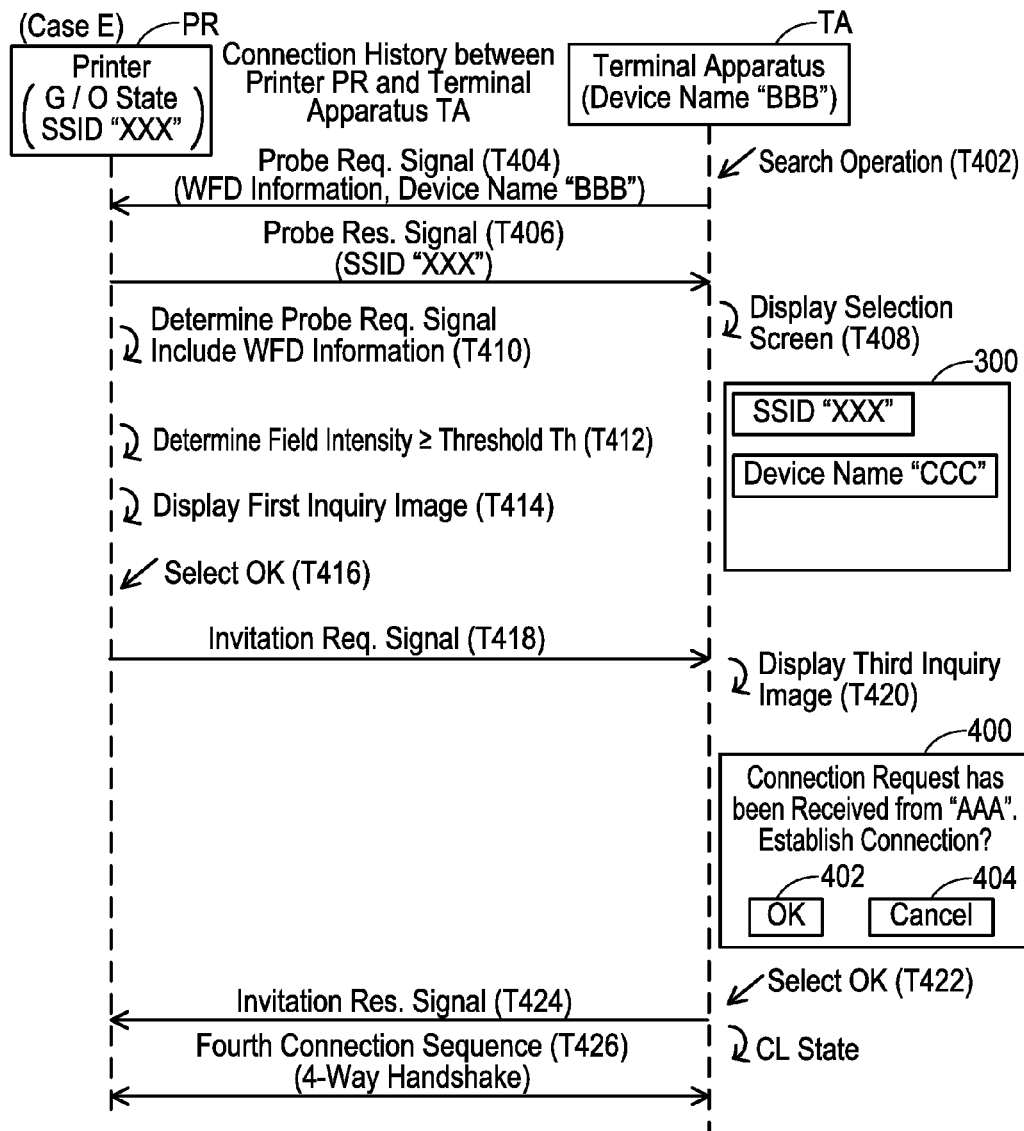 (Case E)
PR
Printer
G / O State
SSID “XXX”
Connection History between
Printer PR and Terminal
Apparatus TA
TA
Terminal Apparatus
(Device Name “BBB”)
Search Operation (T402)
Probe Req. Signal (T404)
(WFD Information, Device Name “BBB”)
Probe Res. Signal (T406)
(SSID “XXX”)
Display Selection
Screen (T408)
Determine Probe Req. Signal
Include WFD Information (T410)
300
SSID “XXX”
Device Name “CCC”
Determine Field Intensity ≥ Threshold Th (T412)
Display First Inquiry Image (T414)
Select OK (T416)
Invitation Req. Signal (T418)
Display Third Inquiry
Image (T420)
400
Connection Request has
been Received from “AAA”.
Establish Connection?
402
404
OK
Cancel
Select OK (T422)
Invitation Res. Signal (T424)
CL State
Fourth Connection Sequence (T426)
(4-Way Handshake)